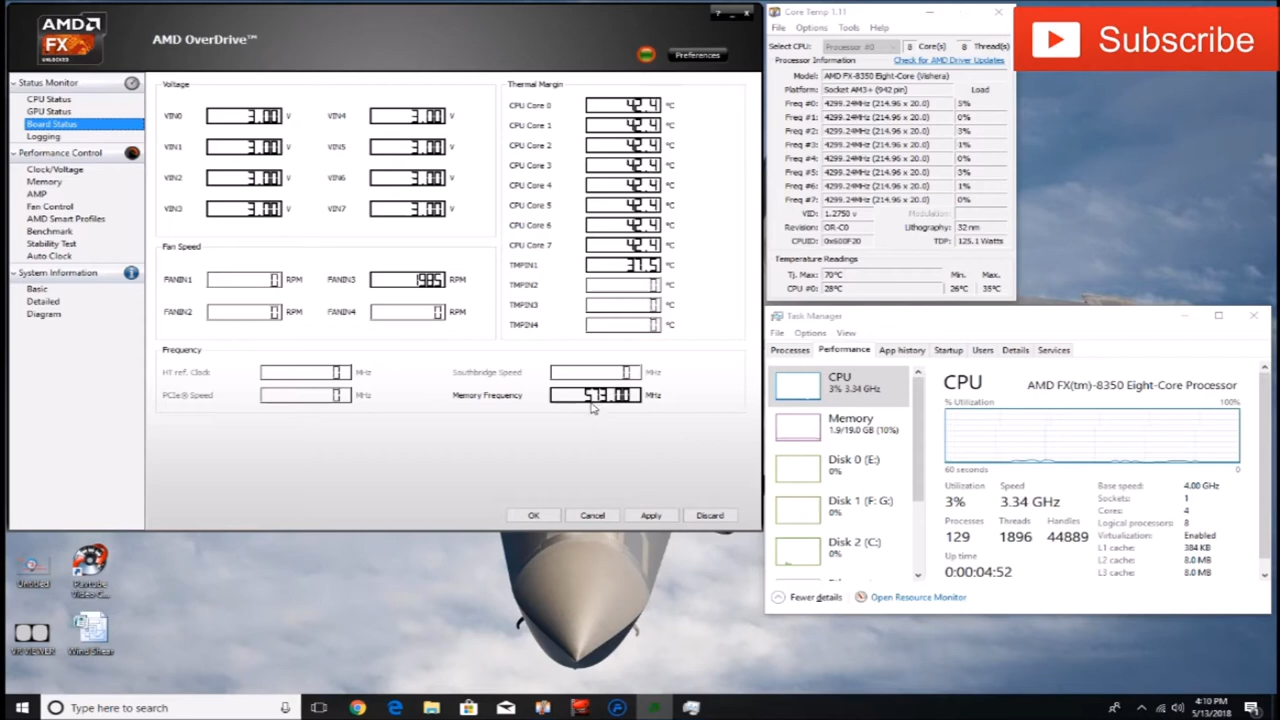 AMD
FX
UNLOCKED
AMD OverDrive™
Preferences
Status Monitor
CPU Status
GPU Status
Board Status
Logging
Performance Control
Clock/Voltage
Memory
AMP
Fan Control
AMD Smart Profiles
Benchmark
Stability Test
Auto Clock
System Information
Basic
Detailed
Diagram
Voltage
VIN0 3.00 V VIN4 3.00 V
VIN1 3.00 V VIN5 3.00 V
VIN2 3.00 V VIN6 3.00 V
VIN3 3.00 V VIN7 3.00 V
Fan Speed
FANIN1 0 RPM FANIN3 1985 RPM
FANIN2 0 RPM FANIN4 0 RPM
Thermal Margin
CPU Core 0 42.4 °C
CPU Core 1 42.4 °C
CPU Core 2 42.4 °C
CPU Core 3 42.4 °C
CPU Core 4 42.4 °C
CPU Core 5 42.4 °C
CPU Core 6 42.4 °C
CPU Core 7 42.4 °C
TMPIN1 37.5 °C
TMPIN2 0 °C
TMPIN3 0 °C
TMPIN4 0 °C
Frequency
HT ref. Clock 0 MHz Southbridge Speed 0 MHz
PCIe® Speed 0 MHz Memory Frequency 573.00 MHz
OK Cancel Apply Discard
Core Temp 1.11
File Options Tools Help
Select CPU: Processor #0 8 Core(s) 8 Thread(s)
Processor Information Check for AMD Driver Updates
Model: AMD FX-8350 Eight-Core (Vishera)
Platform: Socket AM3+ (942 pin) Load
Freq #0: 4299.24MHz (214.96 x 20.0) 5%
Freq #1: 4299.24MHz (214.96 x 20.0) 0%
Freq #2: 4299.24MHz (214.96 x 20.0) 3%
Freq #3: 4299.24MHz (214.96 x 20.0) 1%
Freq #4: 4299.24MHz (214.96 x 20.0) 0%
Freq #5: 4299.24MHz (214.96 x 20.0) 3%
Freq #6: 4299.24MHz (214.96 x 20.0) 1%
Freq #7: 4299.24MHz (214.96 x 20.0) 0%
VID: 1.2750 v Modulation:
Revision: OR-C0 Lithography: 32 nm
CPUID: 0x600F20 TDP: 125.1 Watts
Temperature Readings
Tj. Max: 70°C Min. Max.
CPU #0: 28°C 26°C 35°C
Subscribe
Task Manager
File Options View
Processes Performance App history Startup Users Details Services
CPU
3% 3.34 GHz
Memory
1.9/19.0 GB (10%)
Disk 0 (E:)
0%
Disk 1 (F: G:)
0%
Disk 2 (C:)
0%
CPU AMD FX(tm)-8350 Eight-Core Processor
% Utilization 100%
60 seconds 0
Utilization Speed
3% 3.34 GHz
Processes Threads Handles
129 1896 44889
Up time
0:00:04:52
Base speed: 4.00 GHz
Sockets: 1
Cores: 4
Logical processors: 8
Virtualization: Enabled
L1 cache: 384 KB
L2 cache: 8.0 MB
L3 cache: 8.0 MB
Fewer details Open Resource Monitor
Untitled
VR VIEWER
Wind Shear
Type here to search
4:10 PM
5/13/2018